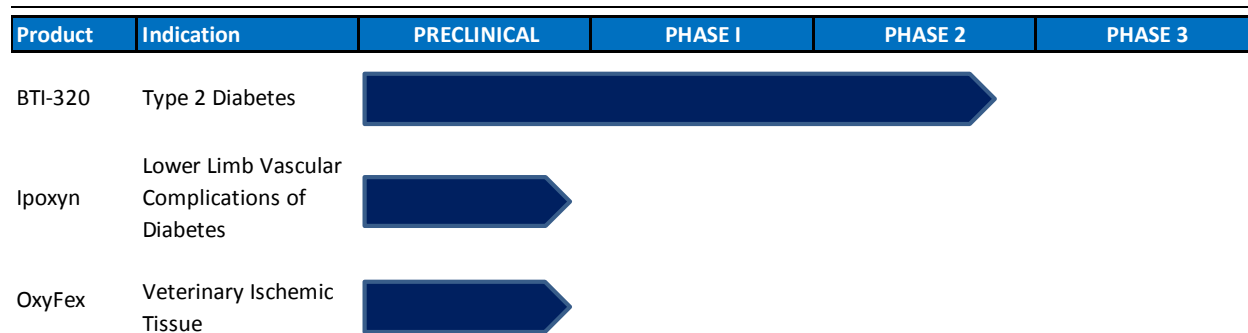 Product Indication PRECLINICAL PHASE I PHASE 2 PHASE 3
BTI-320 Type 2 Diabetes
Lower Limb Vascular
Ipoxyn Complications of
Diabetes
OxyFex Veterinary Ischemic
Tissue